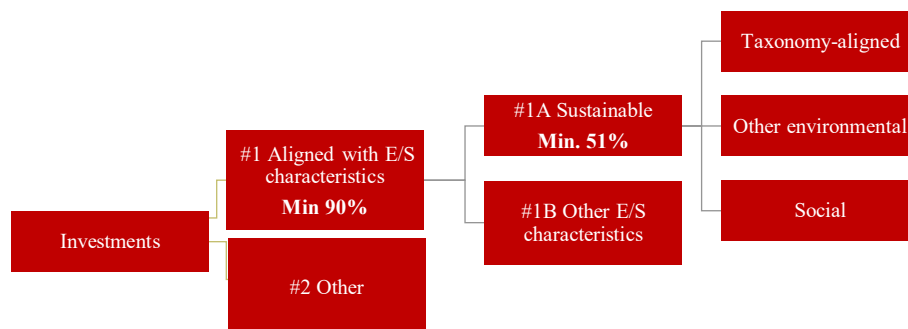 Investments
#1 Aligned with E/S
characteristics
Min 90%
#2 Other
#1A Sustainable
Min. 51%
#1B Other E/S
characteristics
Taxonomy-aligned
Other environmental
Social